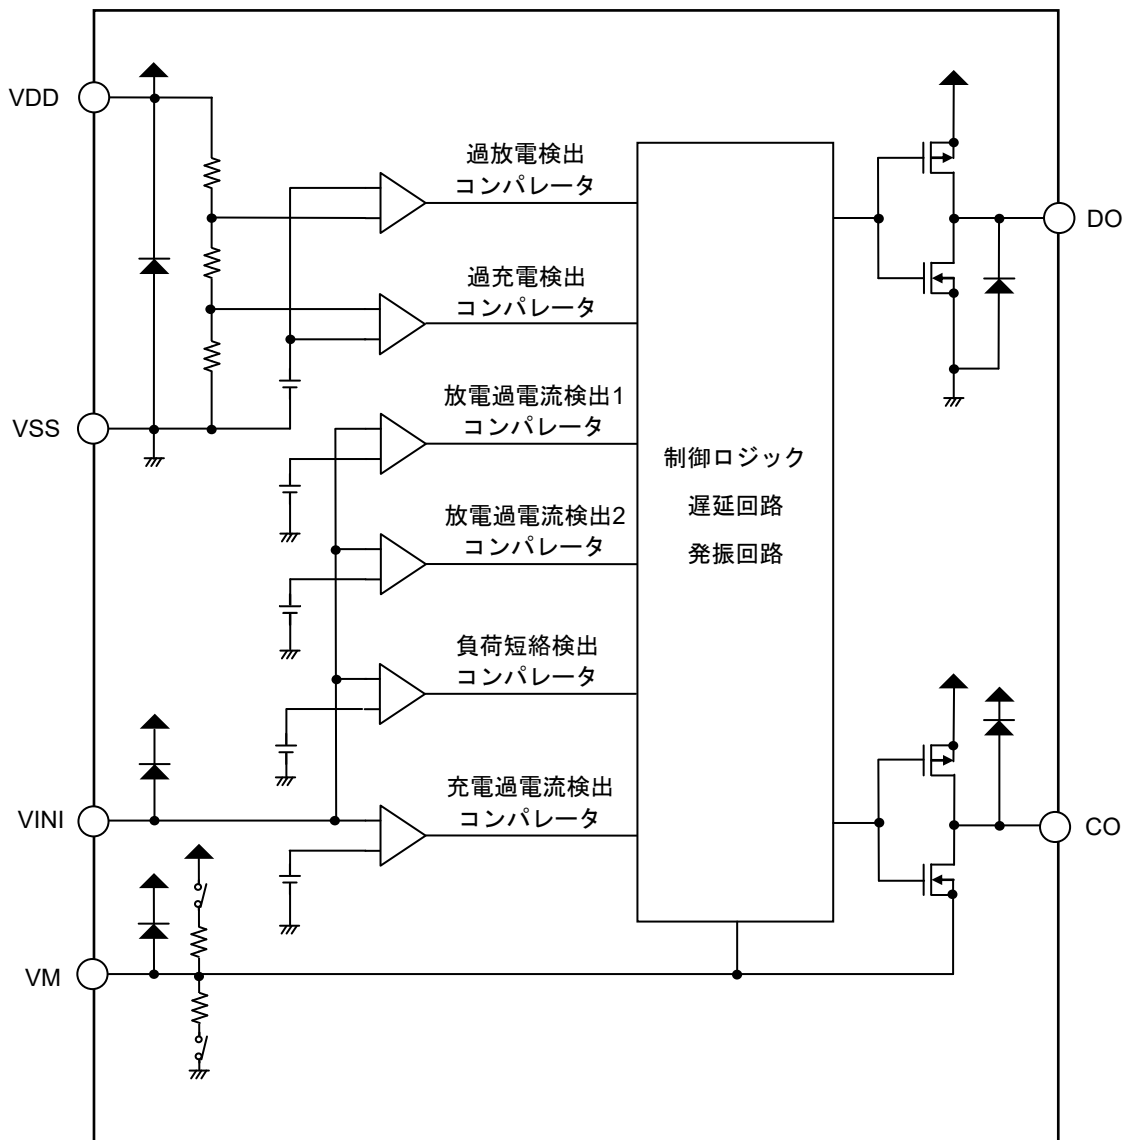 VDD
過放電検出
コンパレータ
DO
過充電検出
コンパレータ
VSS
放電過電流検出1
コンパレータ
制御ロジック
遅延回路
発振回路
放電過電流検出2
コンパレータ
負荷短絡検出
コンパレータ
VINI
充電過電流検出
コンパレータ
CO
VM